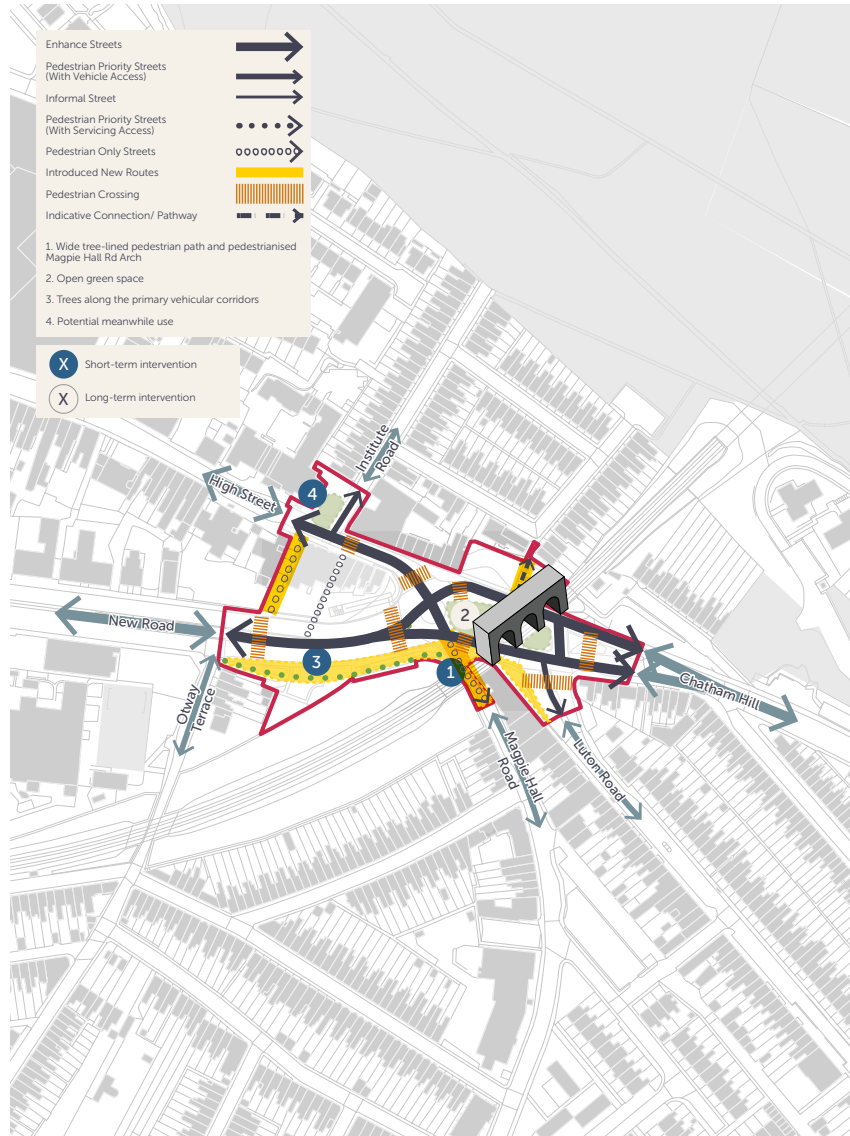 Enhance Streets
Pedestrian Priority Streets
(With Vehicle Access)
Informal Street
Pedestrian Priority Streets
(With Servicing Access)
Pedestrian Only Streets
Introduced New Routes
Pedestrian Crossing
Indicative Connection/ Pathway
1. Wide tree-lined pedestrian path and pedestrianised
Magpie Hall Rd Arch
2. Open green space
3. Trees along the primary vehicular corridors
4. Potential meanwhile use
X Short-term intervention
X Long-term intervention
Institute
Road
High Street
4
New Road
2
3
1
Otway
Terrace
Chatham Hill
Magpie Hall
Road
Luton Road